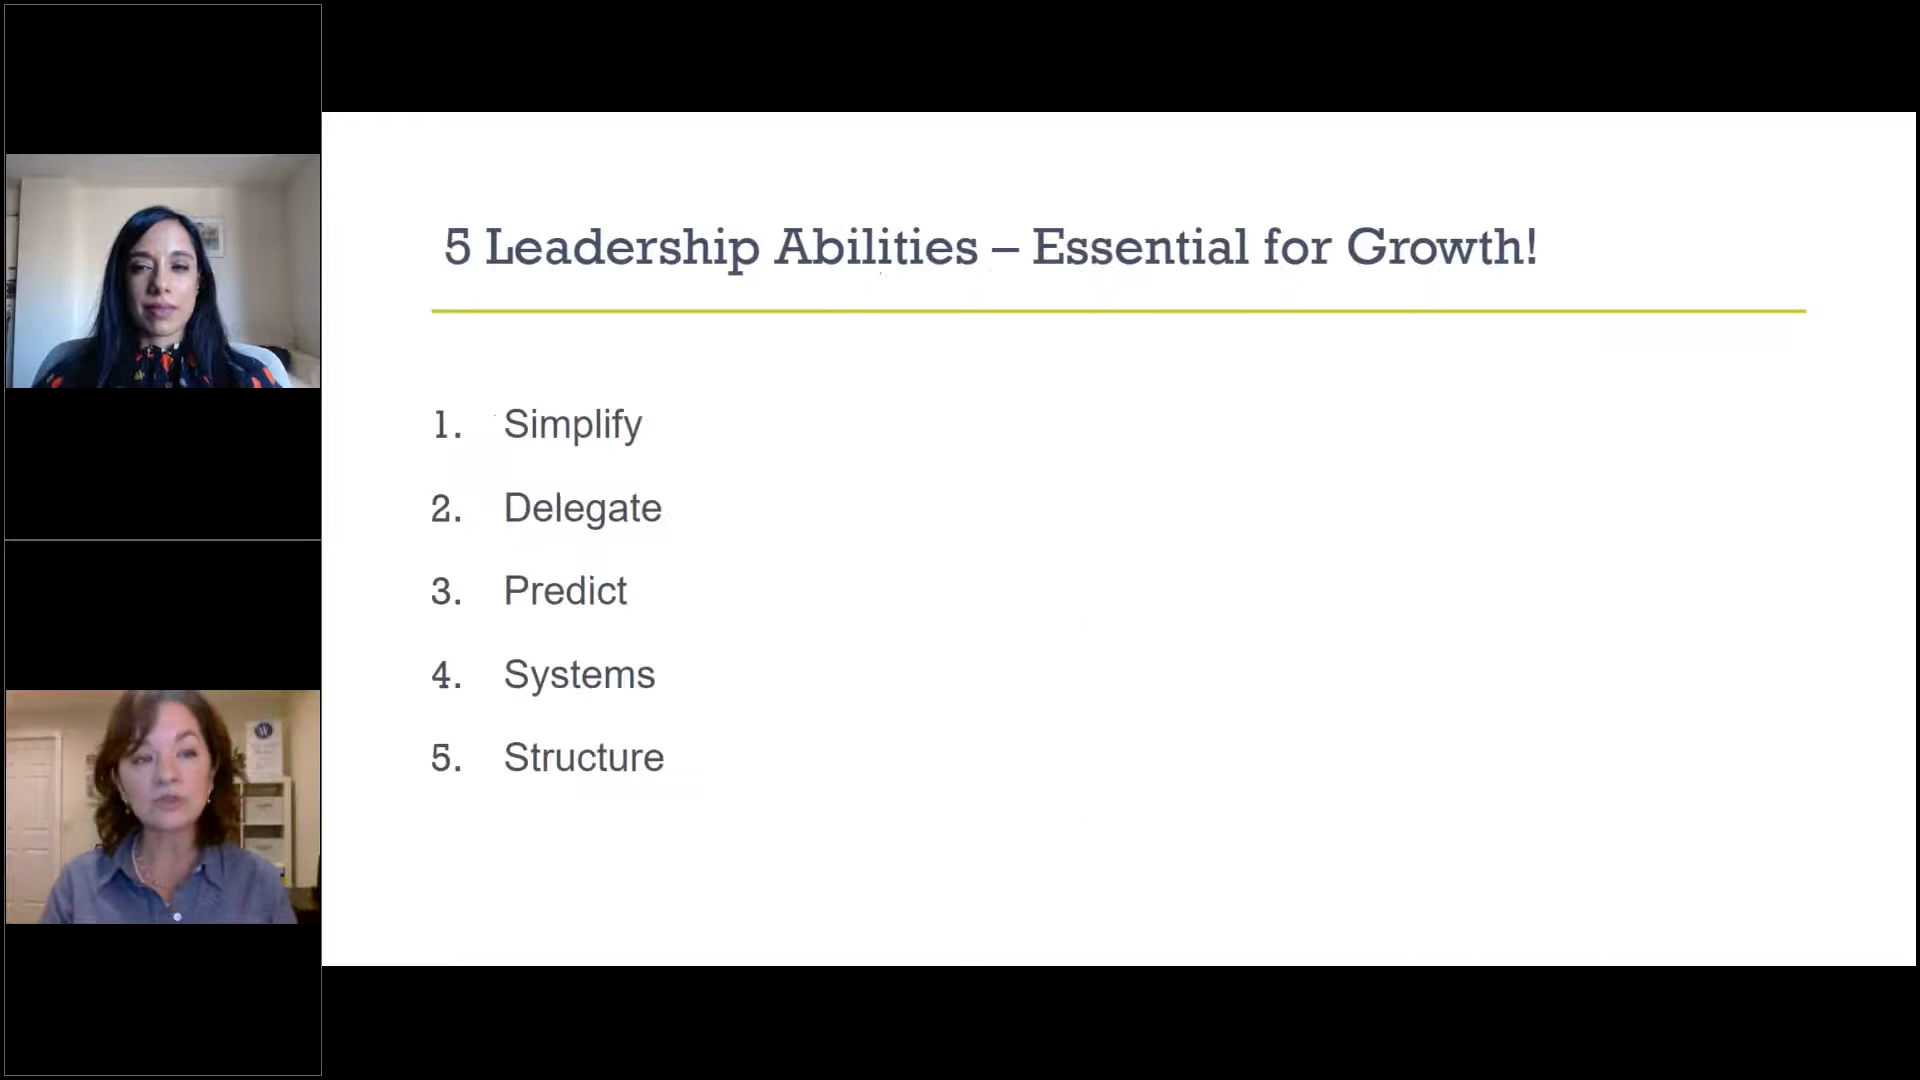 5 Leadership Abilities – Essential for Growth!
1. Simplify
2. Delegate
3. Predict
4. Systems
5. Structure